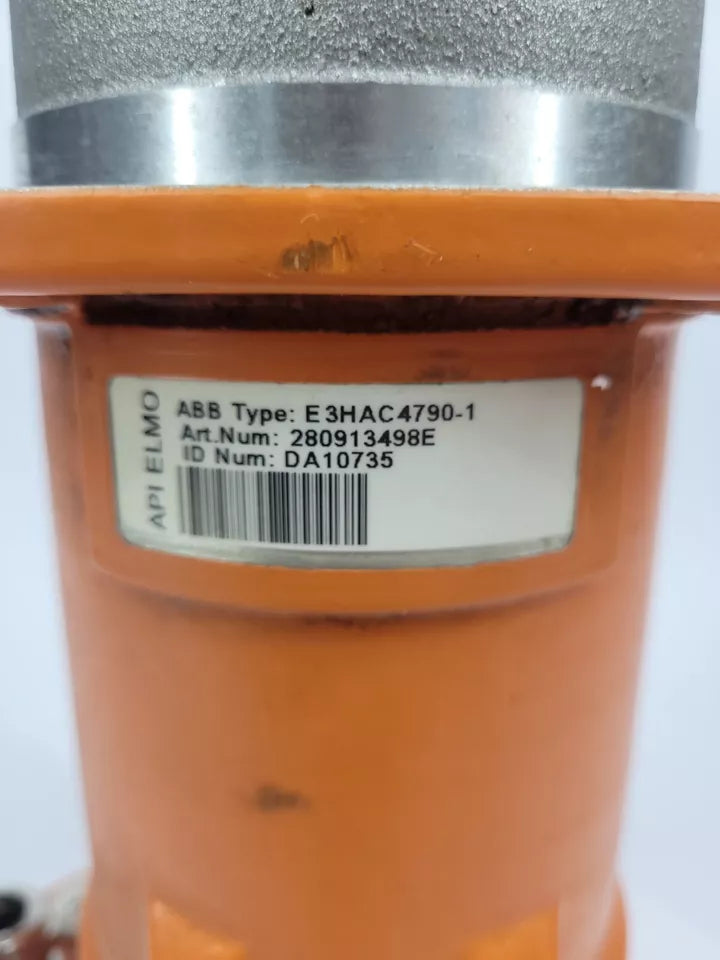 API ELMO
ABB Type: E3HAC4790-1
Art.Num: 280913498E
ID Num: DA10735